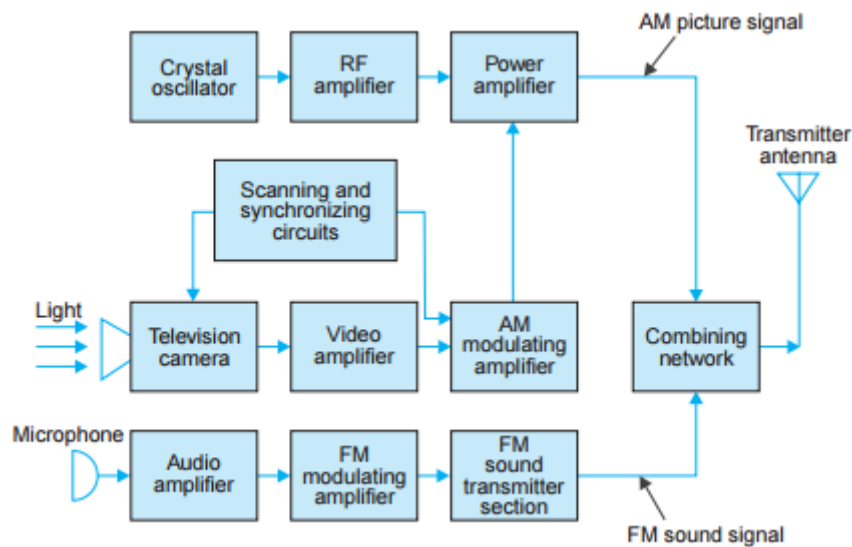 AM picture signal
Crystal
oscillator
RF
amplifier
Power
amplifier
Transmitter
antenna
Scanning and
synchronizing
circuits
Light
Television
camera
Video
amplifier
AM
modulating
amplifier
Combining
network
Microphone
Audio
amplifier
FM
modulating
amplifier
FM
sound
transmitter
section
FM sound signal